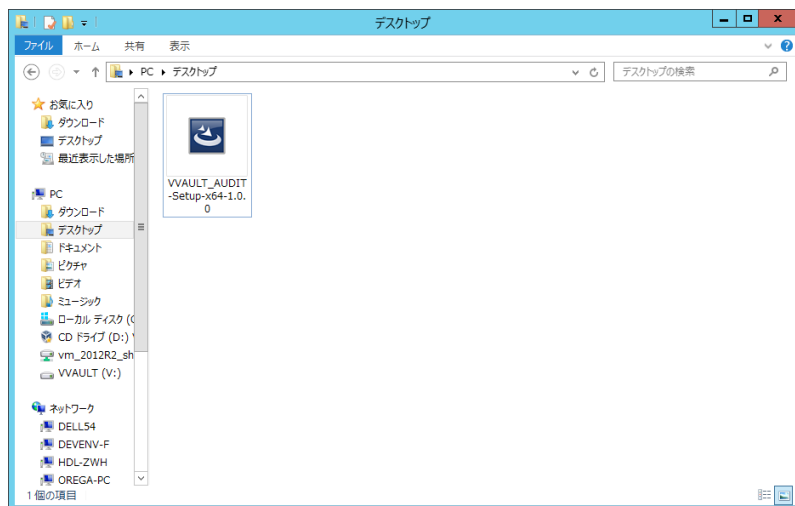 デスクトップ
ファイル ホーム 共有 表示
PC デスクトップ
デスクトップの検索
お気に入り
ダウンロード
デスクトップ
最近表示した場所
PC
ダウンロード
デスクトップ
ドキュメント
ピクチャ
ビデオ
ミュージック
ローカル ディスク (C
CD ドライブ (D:)
vm_2012R2_sh
VVAULT (V:)
ネットワーク
DELL54
DEVENV-F
HDL-ZWH
OREGA-PC
VVAULT_AUDIT
-Setup-x64-1.0.
0
1 個の項目